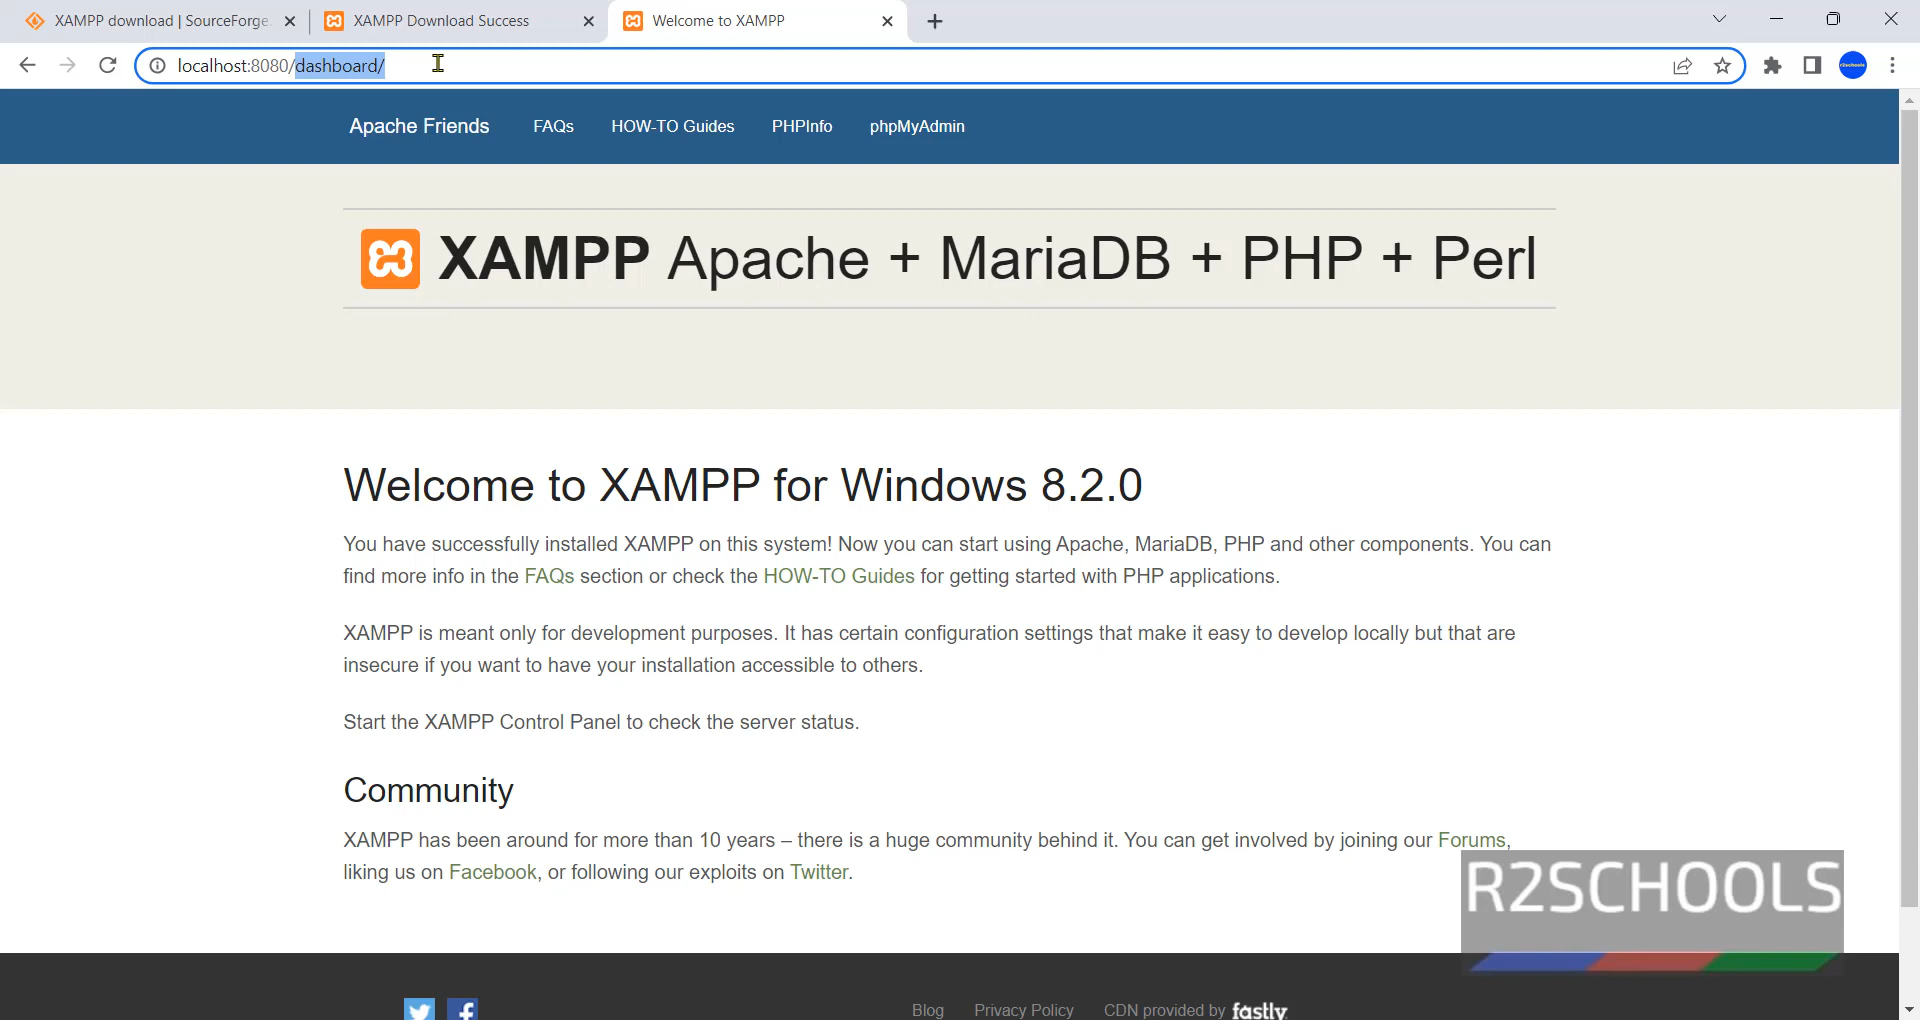 XAMPP download | SourceForge.
XAMPP Download Success
Welcome to XAMPP
localhost:8080/dashboard/
r2schools
Apache Friends
FAQs
HOW-TO Guides
PHPInfo
phpMyAdmin
XAMPP Apache + MariaDB + PHP + Perl
Welcome to XAMPP for Windows 8.2.0
You have successfully installed XAMPP on this system! Now you can start using Apache, MariaDB, PHP and other components. You can
find more info in the FAQs section or check the HOW-TO Guides for getting started with PHP applications.
XAMPP is meant only for development purposes. It has certain configuration settings that make it easy to develop locally but that are
insecure if you want to have your installation accessible to others.
Start the XAMPP Control Panel to check the server status.
Community
XAMPP has been around for more than 10 years – there is a huge community behind it. You can get involved by joining our Forums,
liking us on Facebook, or following our exploits on Twitter.
R2SCHOOLS
Blog
Privacy Policy
CDN provided by fastly